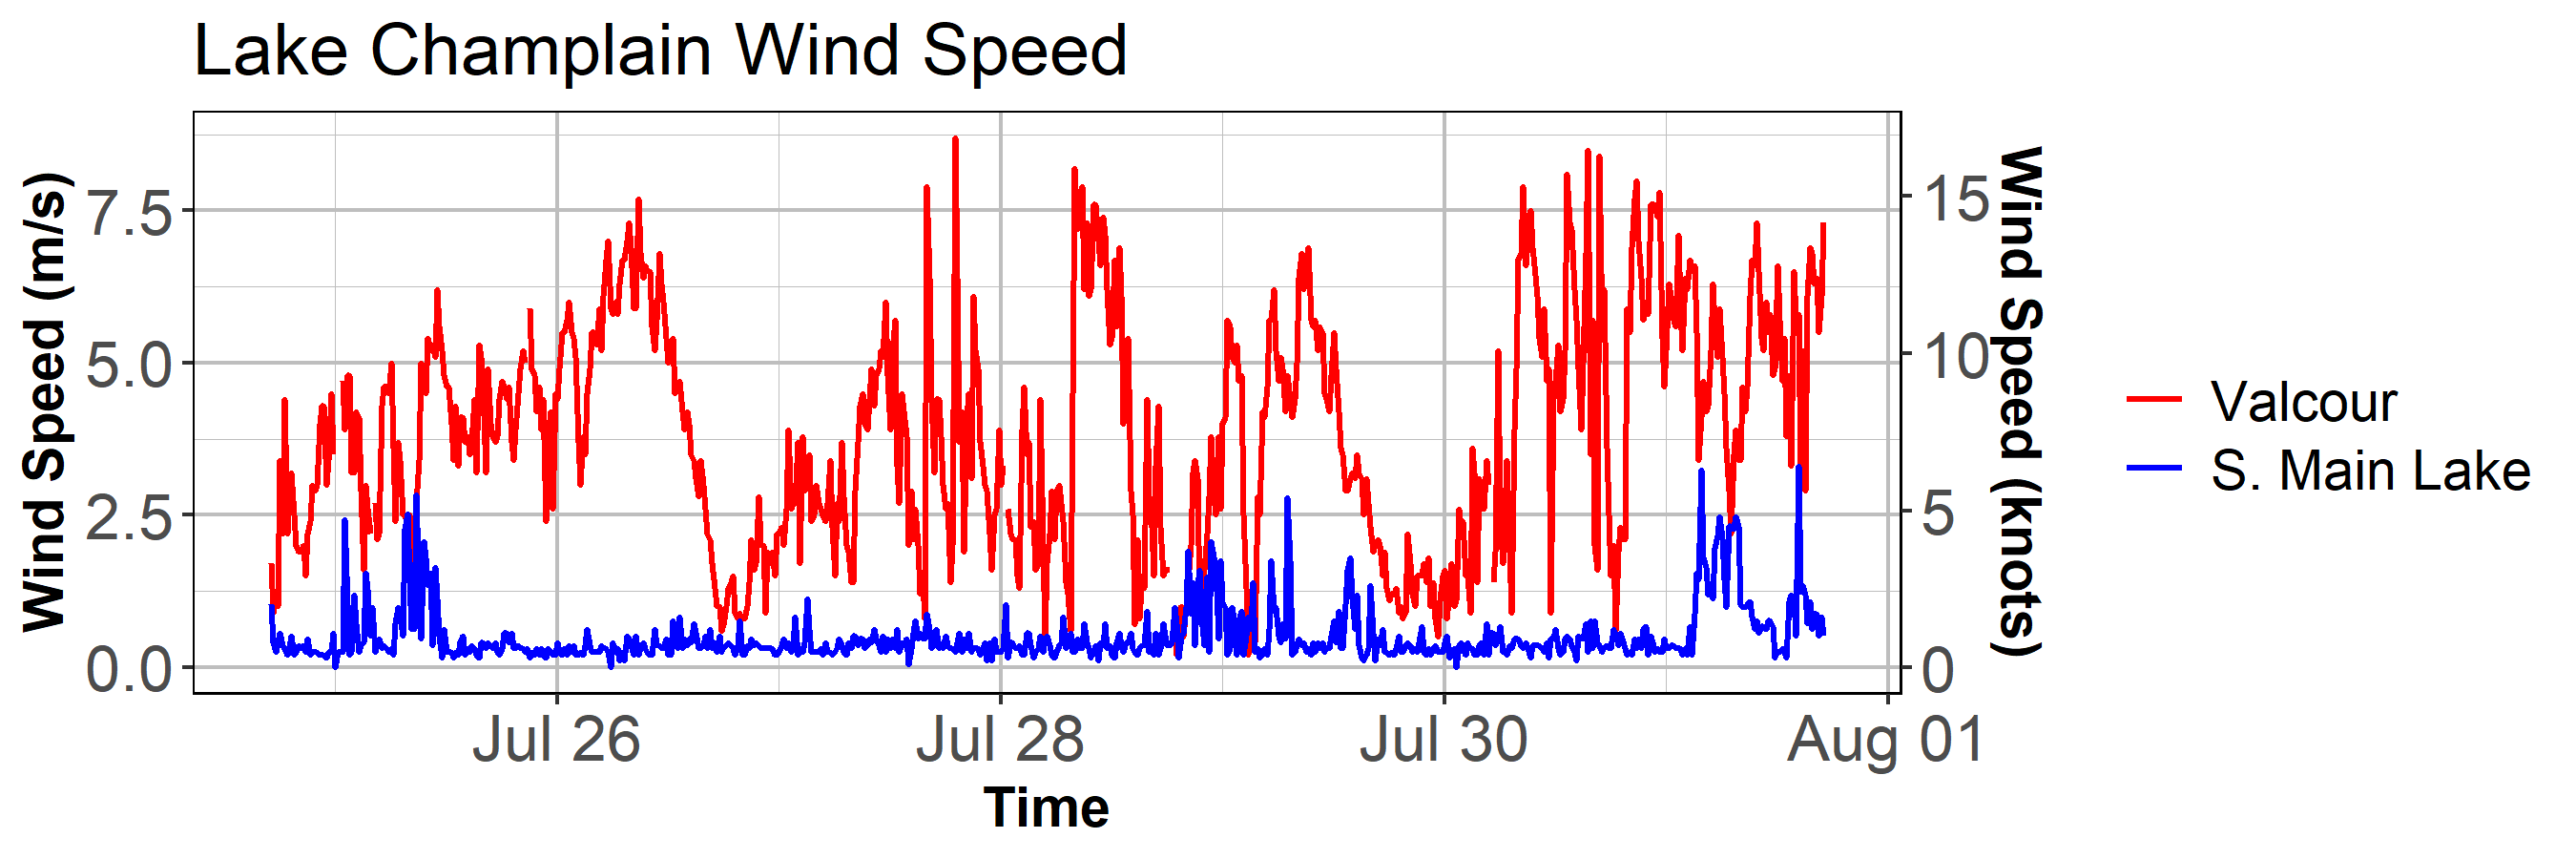 Lake Champlain Wind Speed
Wind Speed (m/s)
7.5
5.0
2.5
0.0
15
10
5
0
Wind Speed (knots)
Jul 26
Jul 28
Jul 30
Aug 01
Time
Valcour
S. Main Lake